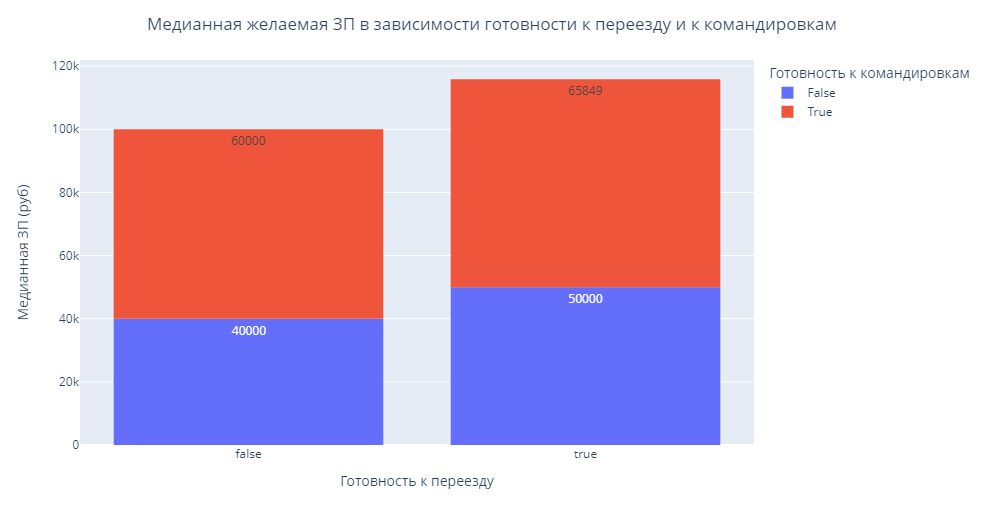 Медианная желаемая ЗП в зависимости готовности к переезду и к командировкам
Готовность к командировкам
False
True
Медианная ЗП (руб)
120k
100k
80k
60k
40k
20k
0
60000
40000
65849
50000
false
true
Готовность к переезду